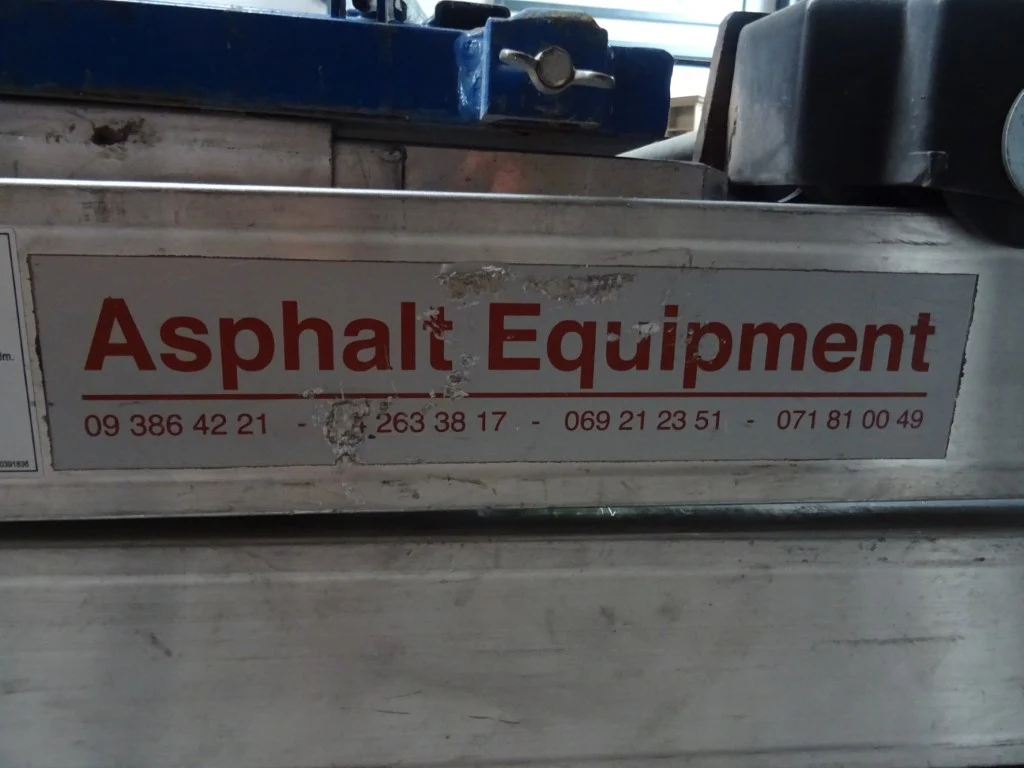 Asphalt Equipment
09 386 42 21 - 263 38 17 - 069 21 23 51 - 071 81 00 49